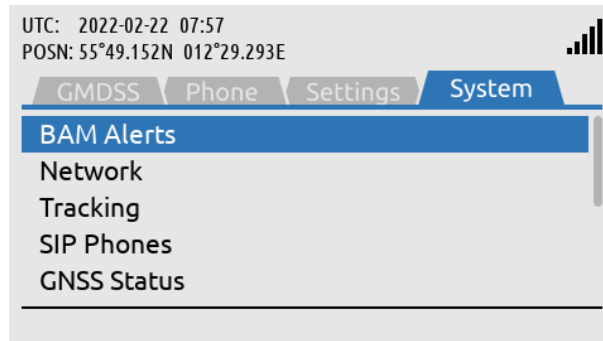 UTC: 2022-02-22 07:57
POSN: 55°49.152N 012°29.293E
GMDSS Phone Settings System
BAM Alerts
Network
Tracking
SIP Phones
GNSS Status